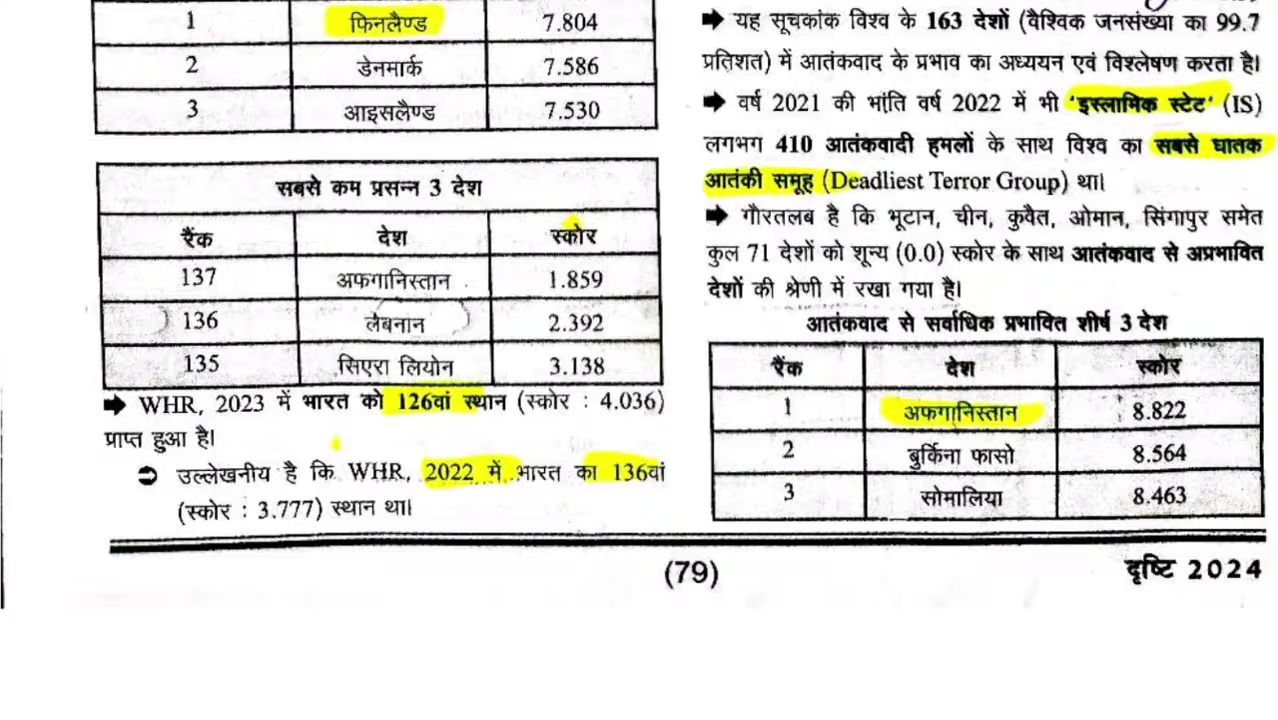 1 फिनलैण्ड 7.804
2 डेनमार्क 7.586
3 आइसलैण्ड 7.530
सबसे कम प्रसन्न 3 देश
रैंक देश स्कोर
137 अफगानिस्तान 1.859
136 लेबनान 2.392
135 सिएरा लियोन 3.138
➡ WHR, 2023 में भारत को 126वां स्थान (स्कोर : 4.036)
प्राप्त हुआ है।
➲ उल्लेखनीय है कि WHR, 2022 में भारत का 136वां
(स्कोर : 3.777) स्थान था।
➡ यह सूचकांक विश्व के 163 देशों (वैश्विक जनसंख्या का 99.7
प्रतिशत) में आतंकवाद के प्रभाव का अध्ययन एवं विश्लेषण करता है।
➡ वर्ष 2021 की भांति वर्ष 2022 में भी 'इस्लामिक स्टेट' (IS)
लगभग 410 आतंकवादी हमलों के साथ विश्व का सबसे घातक
आतंकी समूह (Deadliest Terror Group) था।
➡ गौरतलब है कि भूटान, चीन, कुवैत, ओमान, सिंगापुर समेत
कुल 71 देशों को शून्य (0.0) स्कोर के साथ आतंकवाद से अप्रभावित
देशों की श्रेणी में रखा गया है।
आतंकवाद से सर्वाधिक प्रभावित शीर्ष 3 देश
रैंक देश स्कोर
1 अफगानिस्तान 8.822
2 बुर्किना फासो 8.564
3 सोमालिया 8.463
(79)
दृष्टि 2024